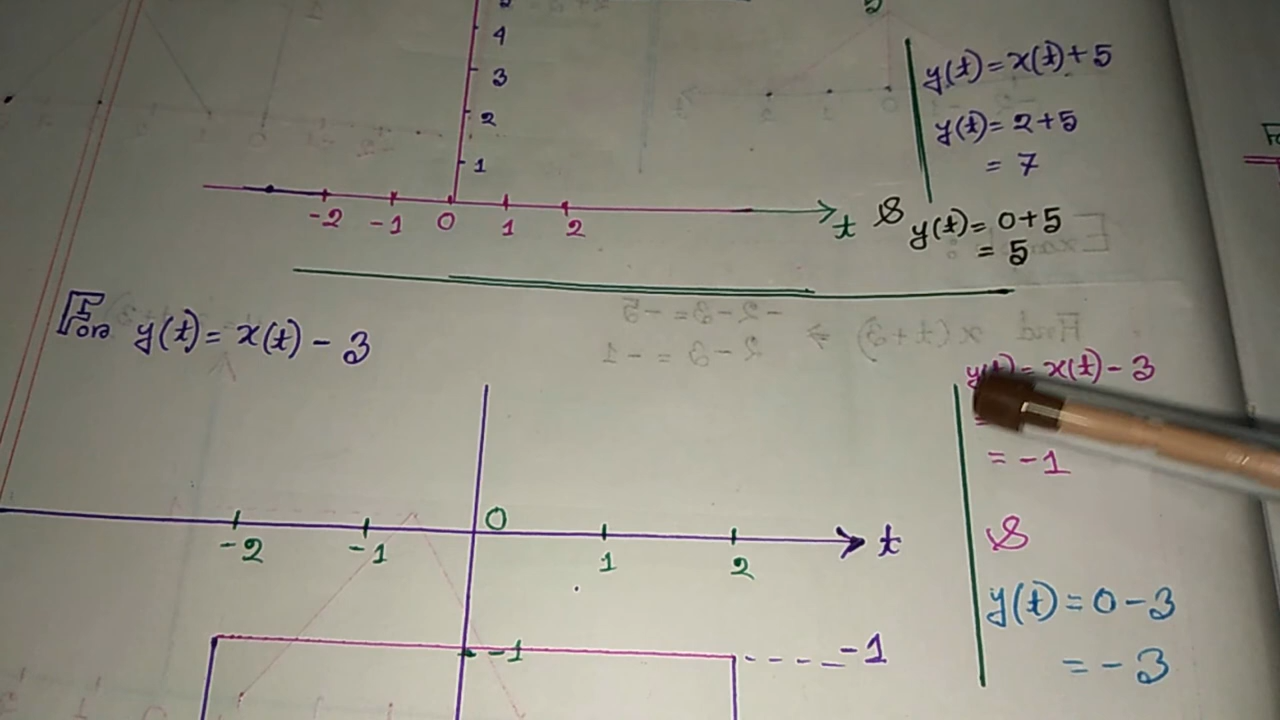 4
3
2
1
-2 -1 0 1 2 t
y(t)= x(t)+5
y(t)= 2+5
= 7
& y(t)= 0+5
= 5
For y(t)= x(t) - 3
0
-2 -1 1 2 t
-1 -1
y(t)= x(t)- 3
= -1
&
y(t)= 0-3
= -3